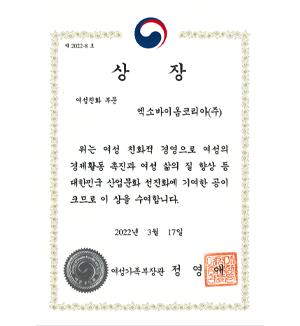 제 2022-8 호
상 장
여성친화 부문
엑소바이옴코리아(주)
위는 여성 친화적 경영으로 여성의
경제활동 촉진과 여성 삶의 질 향상 등
대한민국 산업문화 선진화에 기여한 공이
크므로 이 상을 수여합니다.
2022년 3월 17일
여성가족부장관 정 영 애